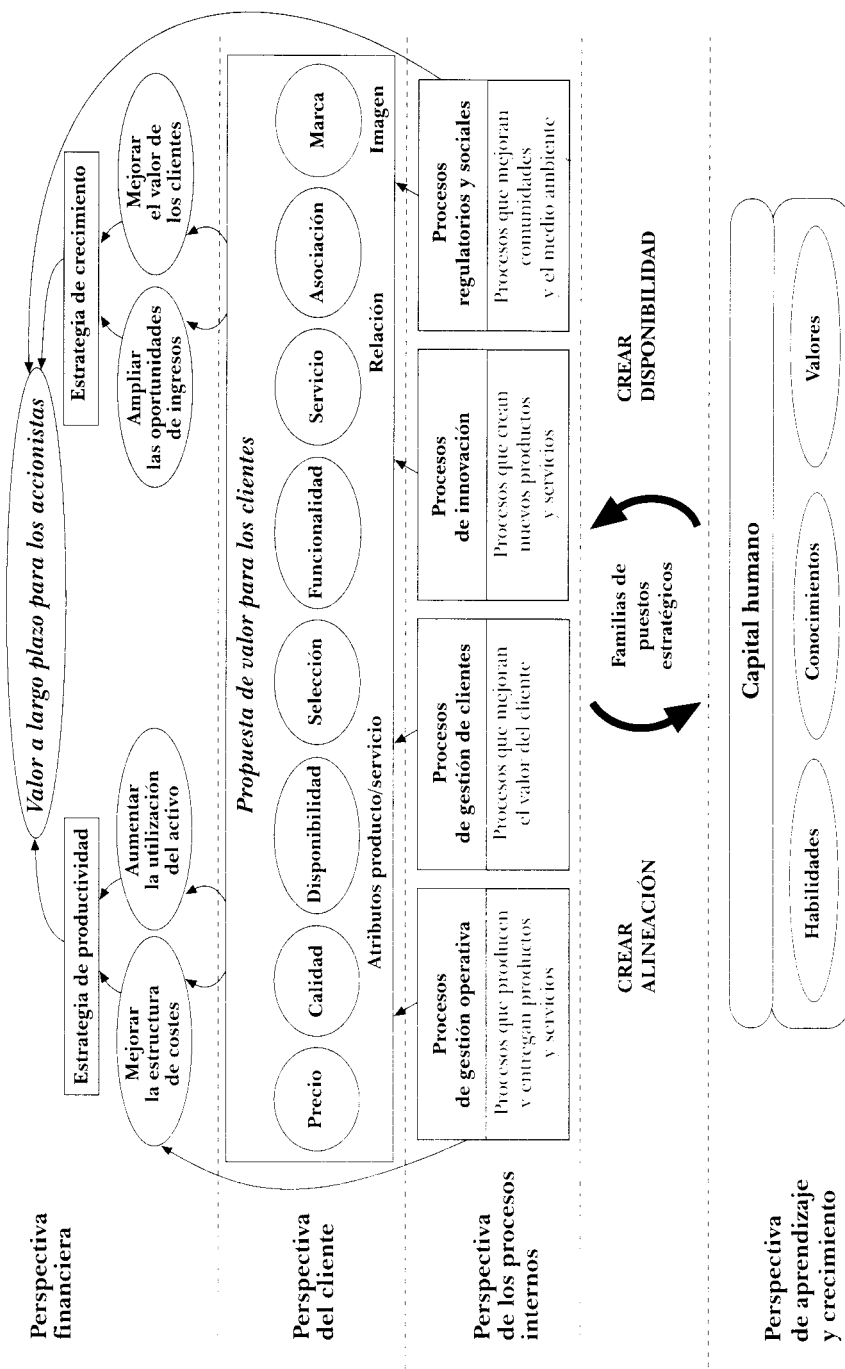 Perspectiva
financiera
Valor a largo plazo para los accionistas
Estrategia de productividad
Estrategia de crecimiento
Mejorar
la estructura
de costes
Aumentar
la utilización
del activo
Ampliar
las oportunidades
de ingresos
Mejorar
el valor de
los clientes
Perspectiva
del cliente
Propuesta de valor para los clientes
Precio
Calidad
Disponibilidad
Selección
Funcionalidad
Servicio
Asociación
Marca
Atributos producto/servicio
Relación
Imagen
Perspectiva
de los procesos
internos
Procesos
de gestión operativa
Procesos que producen
y entregan productos
y servicios
Procesos
de gestión de clientes
Procesos que mejoran
el valor del cliente
Procesos
de innovación
Procesos que crean
nuevos productos
y servicios
Procesos
regulatorios y sociales
Procesos que mejoran
comunidades
y el medio ambiente
CREAR
ALINEACIÓN
Familias de
puestos
estratégicos
CREAR
DISPONIBILIDAD
Perspectiva
de aprendizaje
y crecimiento
Capital humano
Habilidades
Conocimientos
Valores